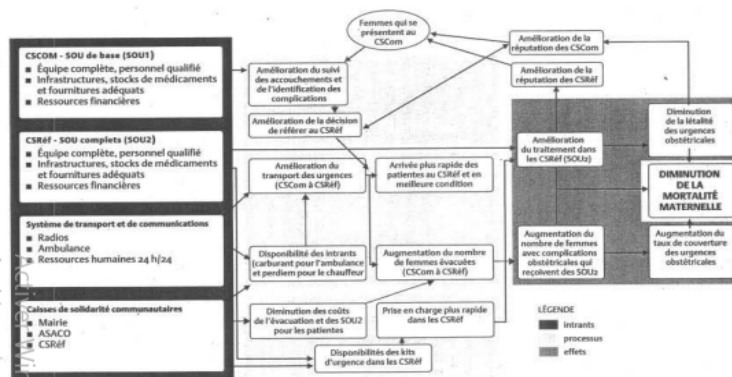 CSCOM - SOU de base (SOU1)
■ Équipe complète, personnel qualifié
■ Infrastructures, stocks de médicaments
et fournitures adéquats
■ Ressources financières
CSRéf - SOU complets (SOU2)
■ Équipe complète, personnel qualifié
■ Infrastructures, stocks de médicaments
et fournitures adéquats
■ Ressources financières
Système de transport et de communications
■ Radios
■ Ambulance
■ Ressources humaines 24 h/24
Caisses de solidarité communautaires
■ Mairie
■ ASACO
■ CSRéf
Femmes qui se
présentent au
CSCom
Amélioration du suivi
des accouchements et
de l'identification des
complications
Amélioration de la décision
de référer au CSRéf
Amélioration du
transport des urgences
(CSCom à CSRéf)
Arrivée plus rapide des
patientes au CSRéf et en
meilleure condition
Disponibilité des intrants
(carburant pour l'ambulance
et perdiem pour le chauffeur
Augmentation du nombre
de femmes évacuées
(CSCom à CSRéf)
Diminution des coûts
de l'évacuation et des SOU2
pour les patientes
Prise en charge plus rapide
dans les CSRéf
Disponibilités des kits
d'urgence dans les CSRéf
Amélioration de la
réputation des CSCom
Amélioration de la
réputation des CSRéf
Amélioration
du traitement dans
les CSRéf (SOU2)
Augmentation du
nombre de femmes
avec complications
obstétricales qui
reçoivent des SOU2
Diminution
de la létalité
des urgences
obstétricales
DIMINUTION
DE LA
MORTALITÉ
MATERNELLE
Augmentation du
taux de couverture
des urgences
obstétricales
LÉGENDE
intrants
processus
effets
Activer Win